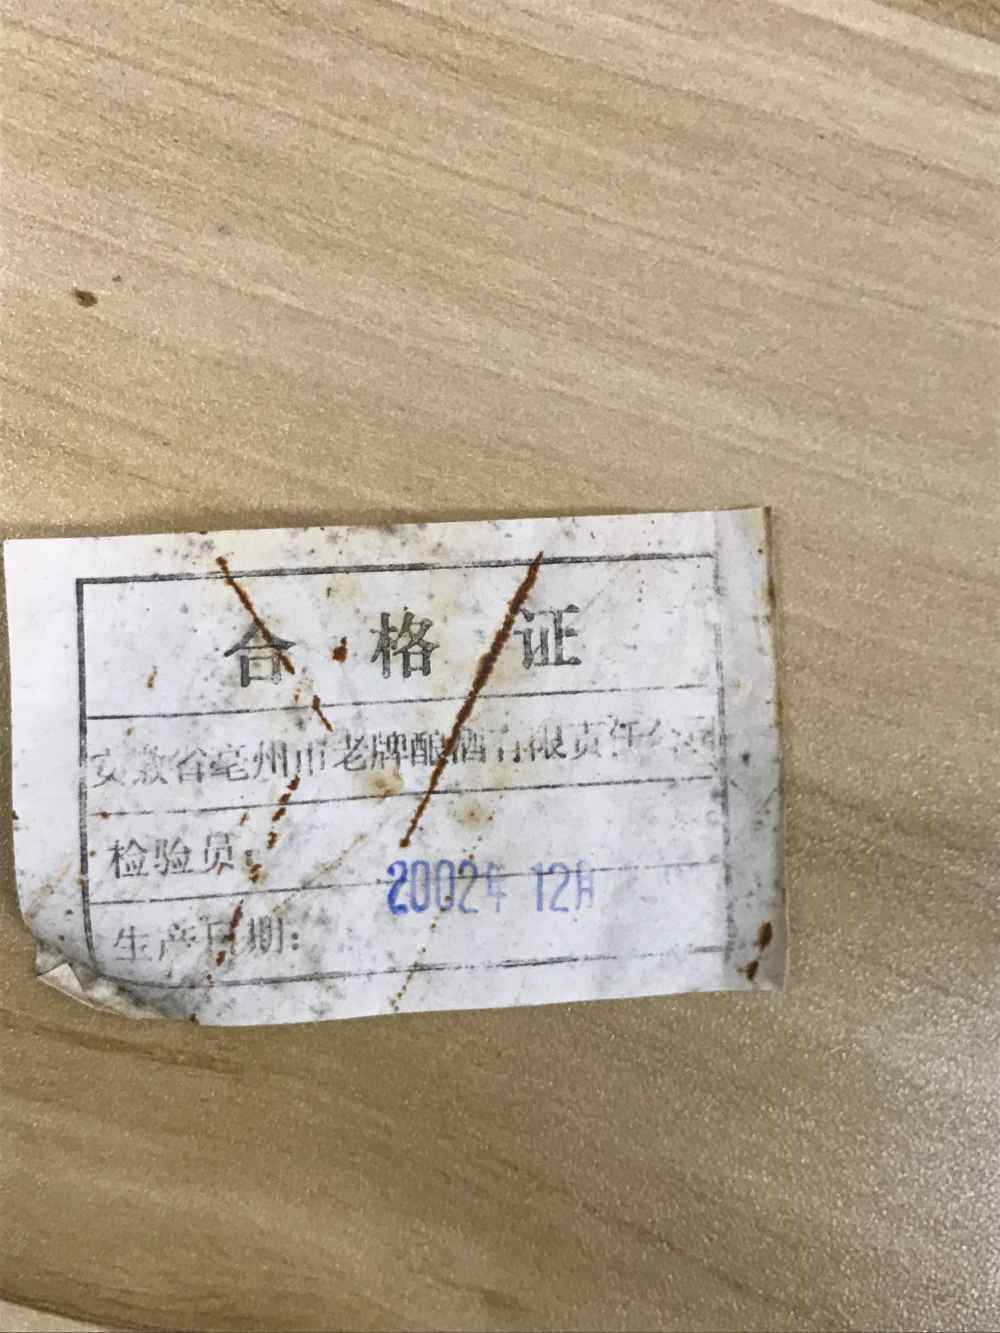 合格证
安徽省亳州市老牌酿酒有限责任公司
检验员：
2002年 12月
生产日期：